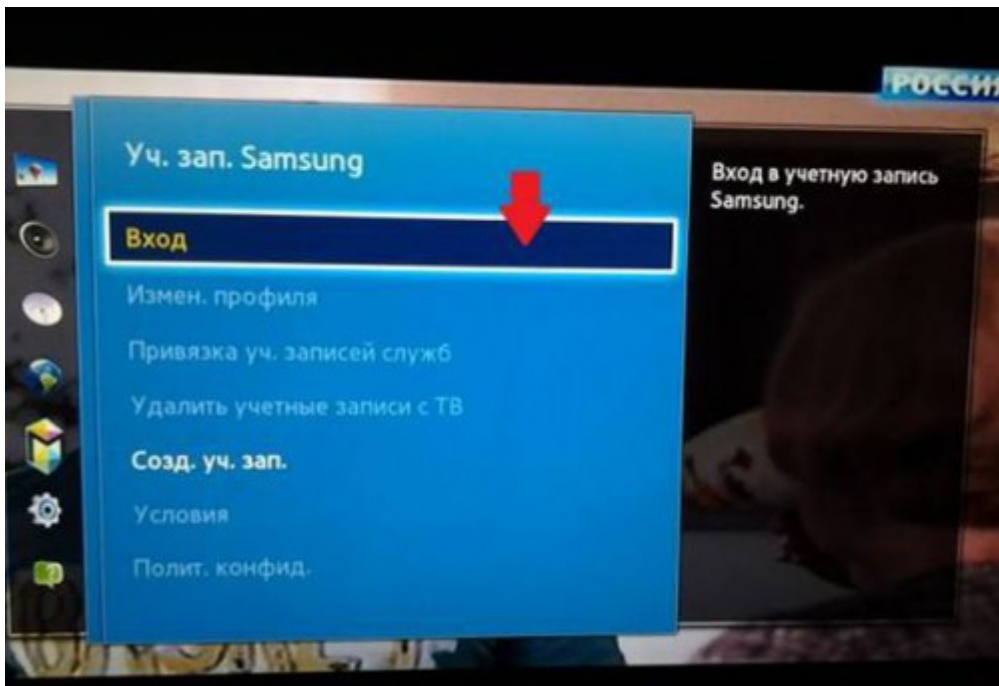 РОССИЯ
Уч. зап. Samsung
Вход
Измен. профиля
Привязка уч. записей служб
Удалить учетные записи с ТВ
Созд. уч. зап.
Условия
Полит. конфид.
Вход в учетную запись
Samsung.